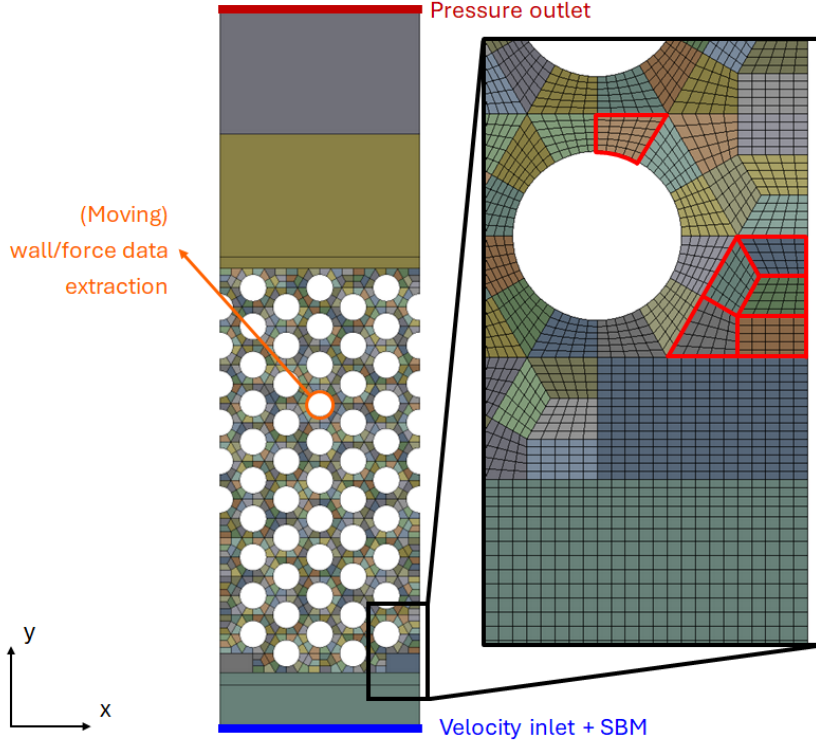 Pressure outlet
(Moving)
wall/force data
extraction
y
x
Velocity inlet + SBM